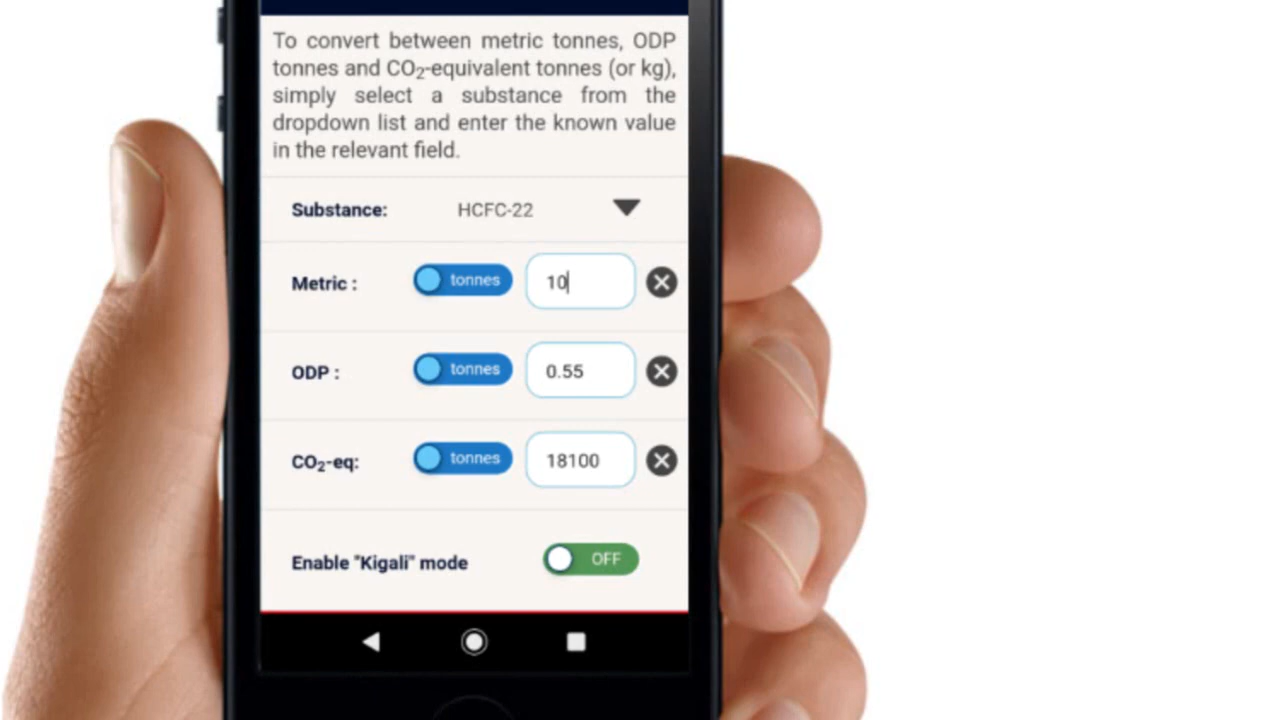 To convert between metric tonnes, ODP
tonnes and CO₂-equivalent tonnes (or kg),
simply select a substance from the
dropdown list and enter the known value
in the relevant field.
Substance: HCFC-22
Metric : tonnes 10
ODP : tonnes 0.55
CO₂-eq: tonnes 18100
Enable "Kigali" mode OFF